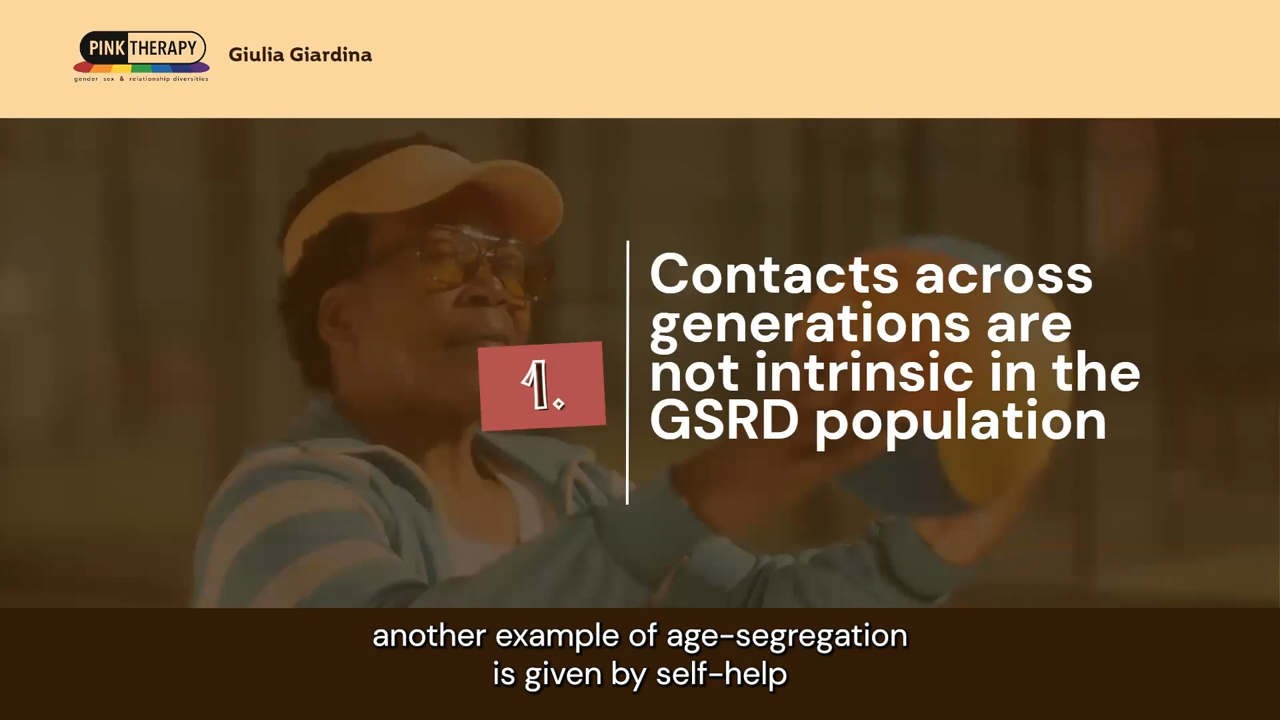 PINK THERAPY
gender sex & relationship diversities
Giulia Giardina
1.
Contacts across
generations are
not intrinsic in the
GSRD population
another example of age-segregation
is given by self-help